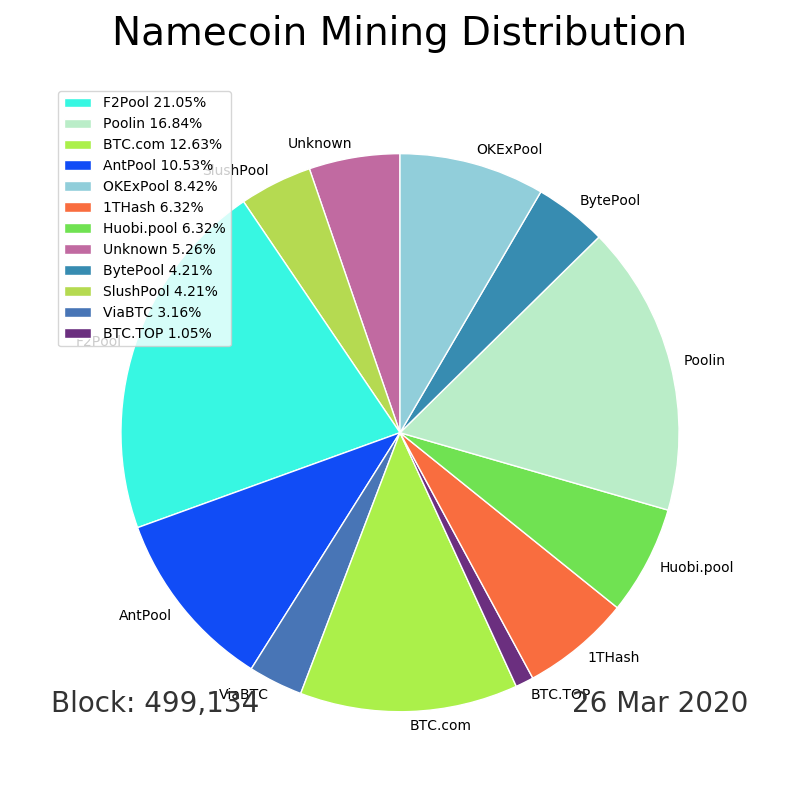 Namecoin Mining Distribution
F2Pool 21.05%
Poolin 16.84%
BTC.com 12.63%
AntPool 10.53%
OKExPool 8.42%
1THash 6.32%
Huobi.pool 6.32%
Unknown 5.26%
BytePool 4.21%
SlushPool 4.21%
ViaBTC 3.16%
BTC.TOP 1.05%
Unknown
OKExPool
SlushPool
BytePool
F2Pool
Poolin
Huobi.pool
AntPool
1THash
ViaBTC
BTC.TOP
BTC.com
Block: 499,134
26 Mar 2020